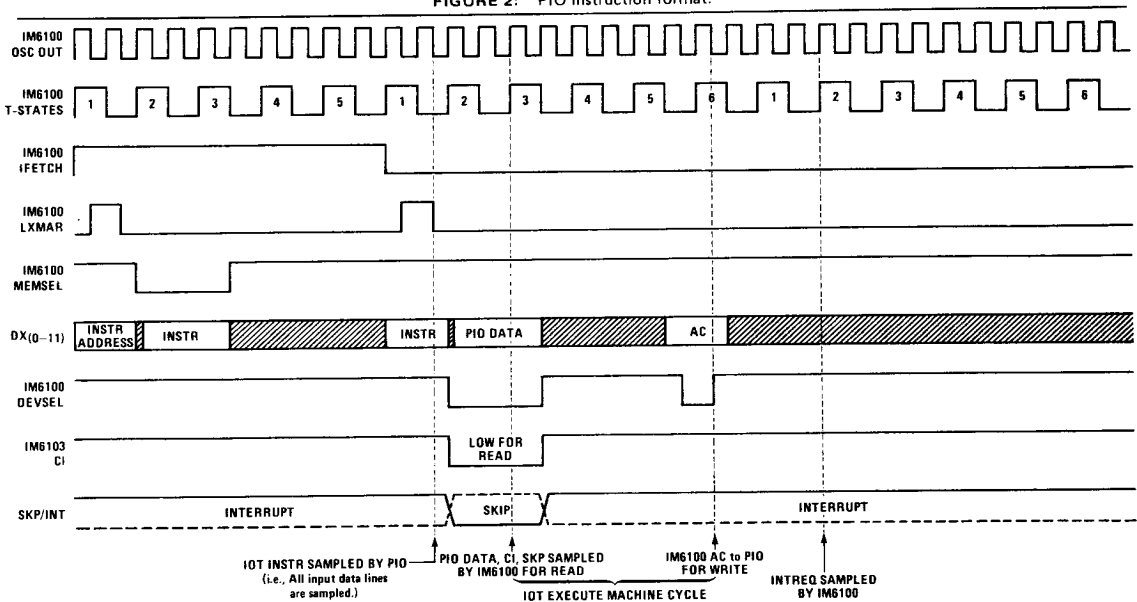 FIGURE 2: PIO Instruction format.
IM6100
OSC OUT
IM6100
T-STATES
1 2 3 4 5 1 2 3 4 5 6 1 2 3 4 5 6
IM6100
IFETCH
IM6100
LXMAR
IM6100
MEMSEL
DX(0–11)
INSTR
ADDRESS
INSTR
INSTR
PIO DATA
AC
IM6100
DEVSEL
IM6103
CI
LOW FOR
READ
SKP/INT
INTERRUPT
SKIP
INTERRUPT
IOT INSTR SAMPLED BY PIO
(i.e., All input data lines
are sampled.)
PIO DATA, CI, SKP SAMPLED
BY IM6100 FOR READ
IM6100 AC to PIO
FOR WRITE
INTREQ SAMPLED
BY IM6100
IOT EXECUTE MACHINE CYCLE